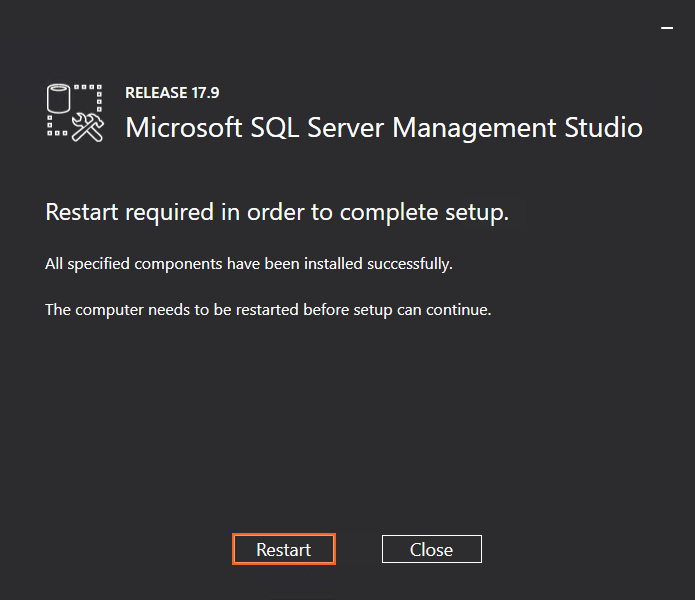 RELEASE 17.9
Microsoft SQL Server Management Studio
Restart required in order to complete setup.
All specified components have been installed successfully.
The computer needs to be restarted before setup can continue.
Restart
Close